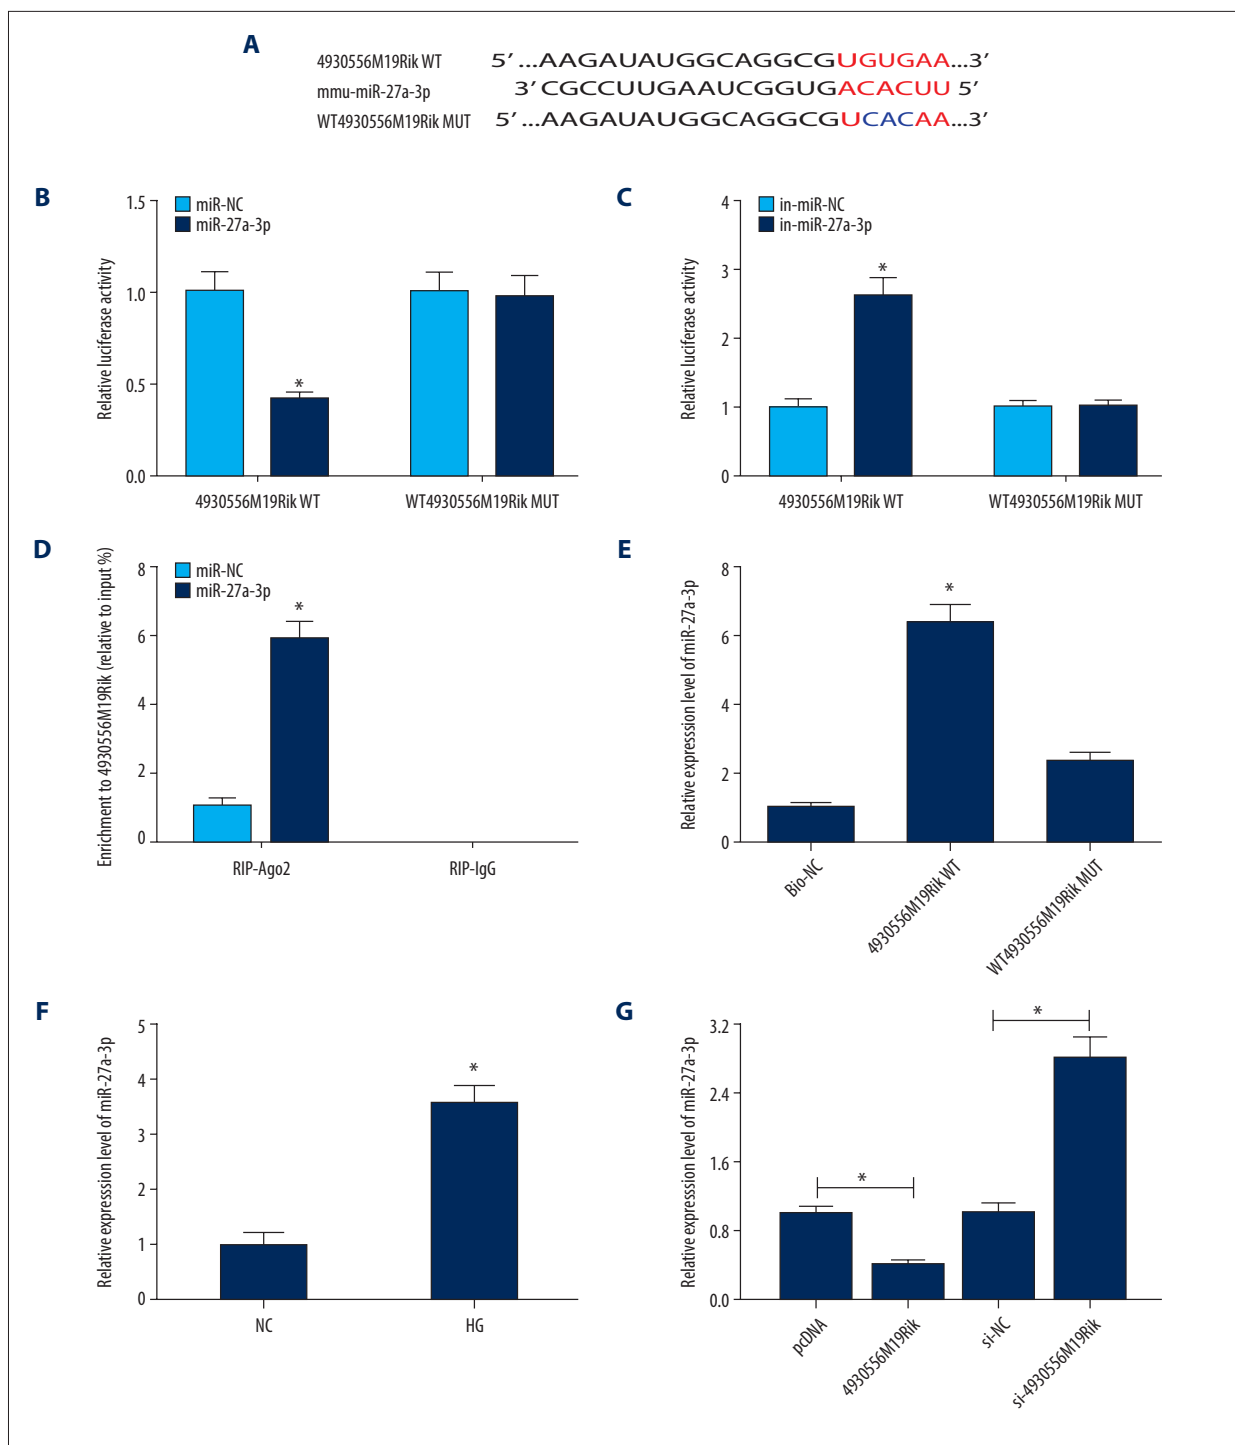 A
4930556M19Rik WT 5’ ...AAGAUAUGGCAGGCGUGUGAA...3’
mmu-miR-27a-3p 3’ CGCCUUGAAUCGGUGACACUU 5’
WT4930556M19Rik MUT 5’ ...AAGAUAUGGCAGGCGUCACAA...3’
B
miR-NC
miR-27a-3p
Relative luciferase activity
1.5
1.0
0.5
0.0
*
4930556M19Rik WT
WT4930556M19Rik MUT
C
in-miR-NC
in-miR-27a-3p
Relative luciferase activity
4
3
2
1
0
*
4930556M19Rik WT
WT4930556M19Rik MUT
D
miR-NC
miR-27a-3p
Enrichment to 4930556M19Rik (relative to input %)
8
6
4
2
0
*
RIP-Ago2
RIP-IgG
E
Relative expresssion level of miR-27a-3p
8
6
4
2
0
*
Bio-NC
4930556M19Rik WT
WT4930556M19Rik MUT
F
Relative expresssion level of miR-27a-3p
5
4
3
2
1
0
*
NC
HG
G
Relative expresssion level of miR-27a-3p
3.2
2.4
1.6
0.8
0.0
*
*
pcDNA
4930556M19Rik
si-NC
si-4930556M19Rik